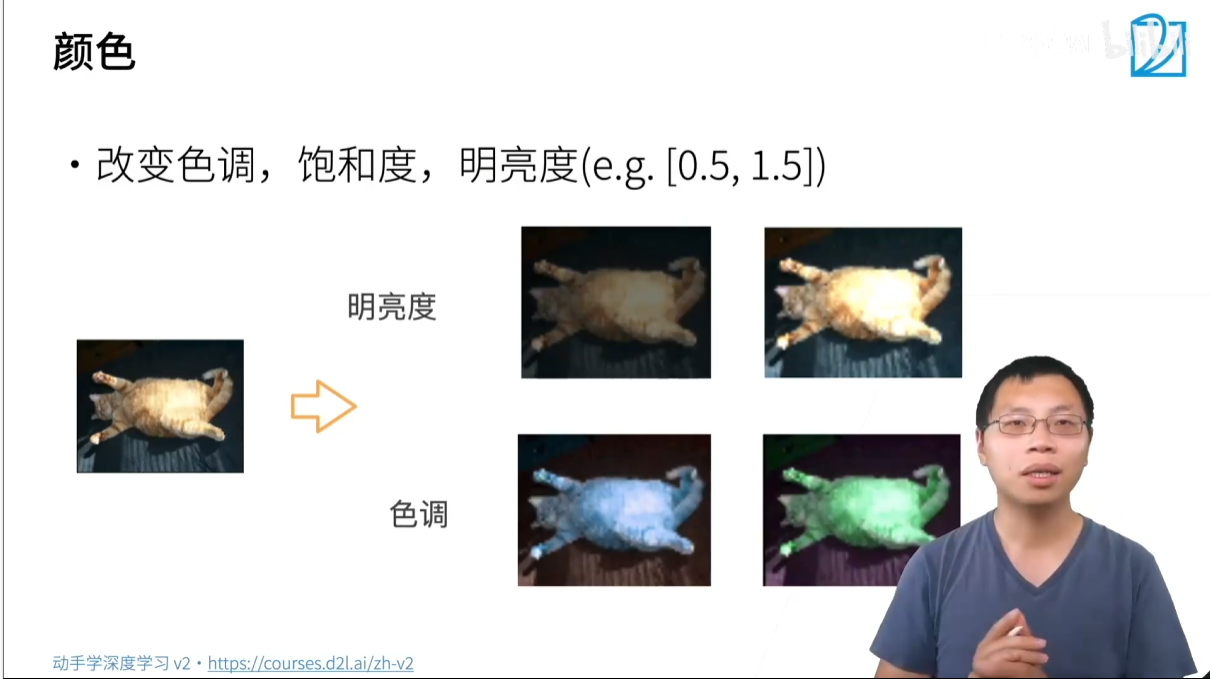 颜色
• 改变色调，饱和度，明亮度(e.g. [0.5, 1.5])
明亮度
色调
动手学深度学习 v2 • https://courses.d2l.ai/zh-v2